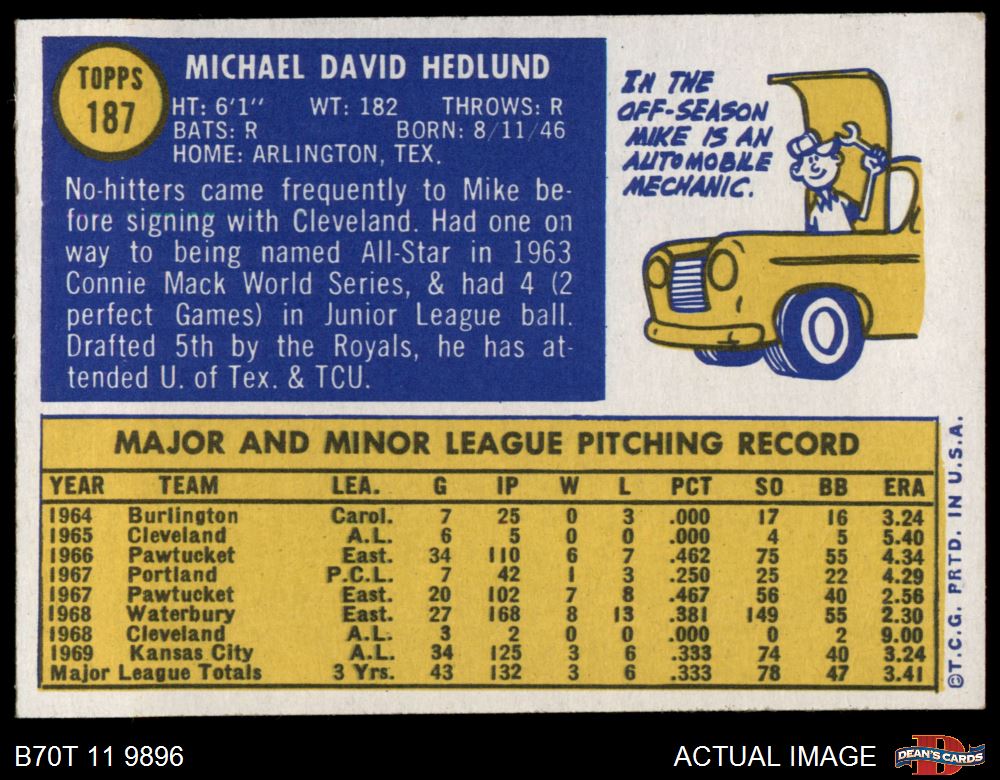 TOPPS
187
MICHAEL DAVID HEDLUND
HT: 6'1" WT: 182 THROWS: R
BATS: R BORN: 8/11/46
HOME: ARLINGTON, TEX.
No-hitters came frequently to Mike be-
fore signing with Cleveland. Had one on
way to being named All-Star in 1963
Connie Mack World Series, & had 4 (2
perfect Games) in Junior League ball.
Drafted 5th by the Royals, he has at-
tended U. of Tex. & TCU.
IN THE
OFF-SEASON
MIKE IS AN
AUTOMOBILE
MECHANIC.
MAJOR AND MINOR LEAGUE PITCHING RECORD
YEAR TEAM LEA. G IP W L PCT SO BB ERA
1964 Burlington Carol. 7 25 0 3 .000 17 16 3.24
1965 Cleveland A.L. 6 5 0 0 .000 4 5 5.40
1966 Pawtucket East. 34 110 6 7 .462 75 55 4.34
1967 Portland P.C.L. 7 42 1 3 .250 25 22 4.29
1967 Pawtucket East. 20 102 7 8 .467 56 40 2.56
1968 Waterbury East. 27 168 8 13 .381 149 55 2.30
1968 Cleveland A.L. 3 2 0 0 .000 0 2 9.00
1969 Kansas City A.L. 34 125 3 6 .333 74 40 3.24
Major League Totals 3 Yrs. 43 132 3 6 .333 78 47 3.41
©T.C.G. PRTD. IN U.S.A.
B70T 11 9896
ACTUAL IMAGE
D
DEAN'S CARDS